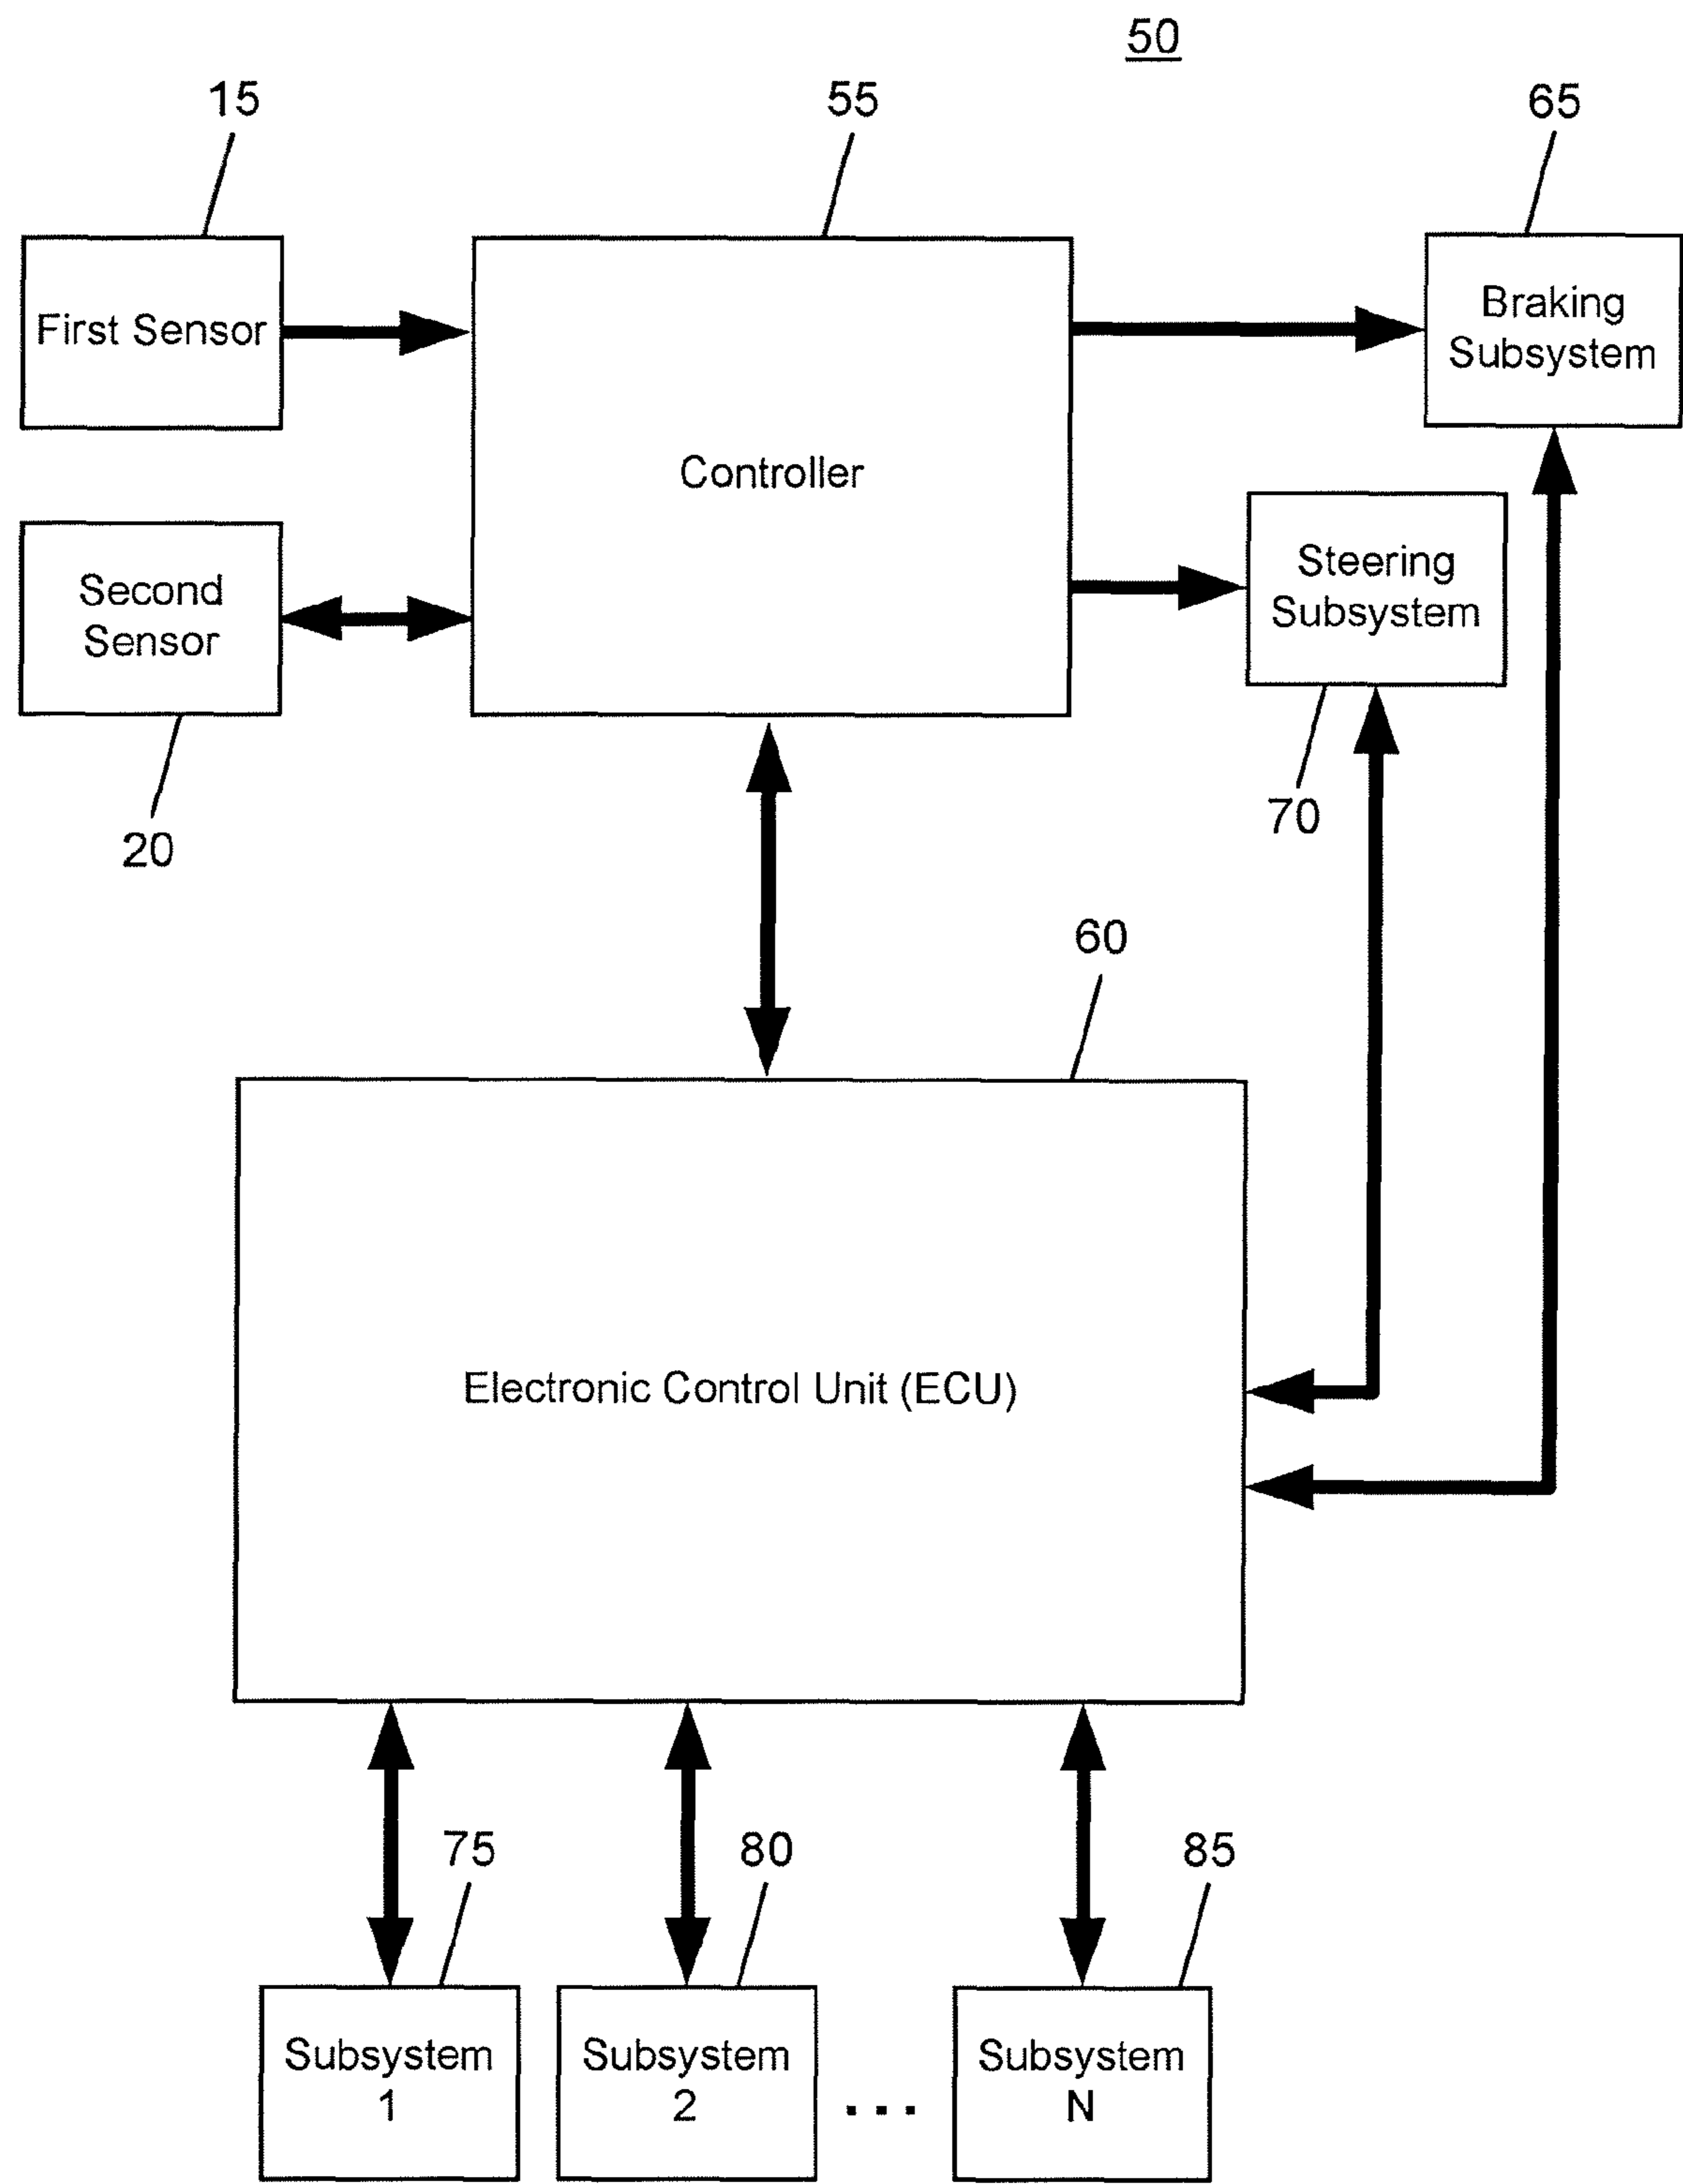 50
15
55
65
First Sensor
Controller
Braking
Subsystem
Second
Sensor
Steering
Subsystem
20
70
60
Electronic Control Unit (ECU)
75
80
85
Subsystem
1
Subsystem
2
...
Subsystem
N